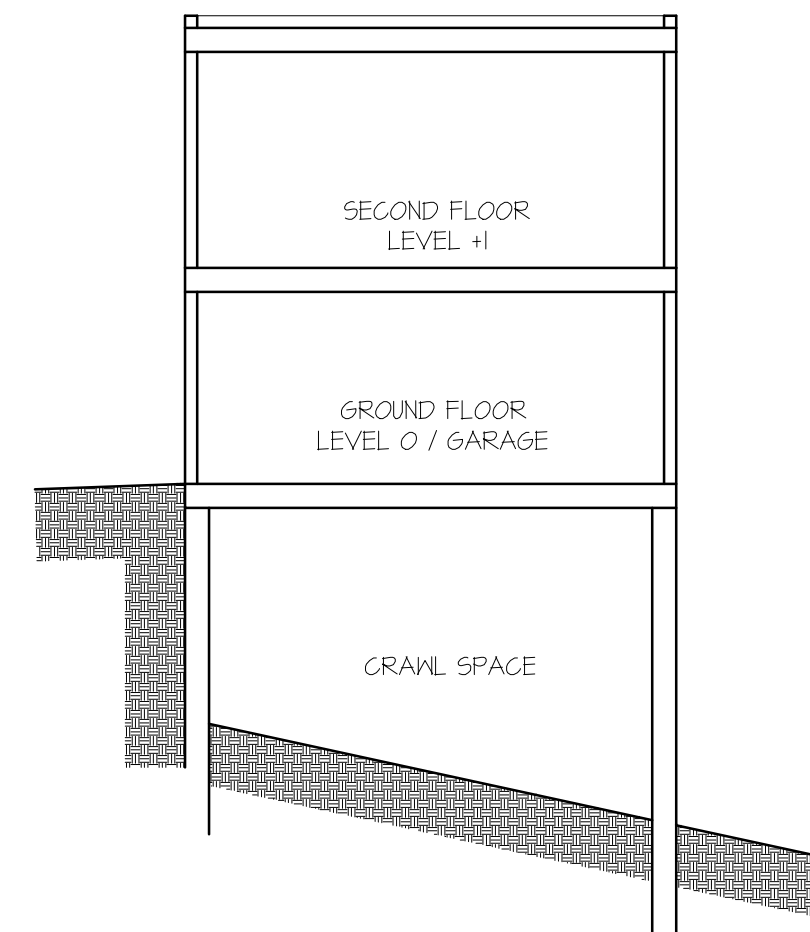 SECOND FLOOR
LEVEL +1
GROUND FLOOR
LEVEL 0 / GARAGE
CRAWL SPACE